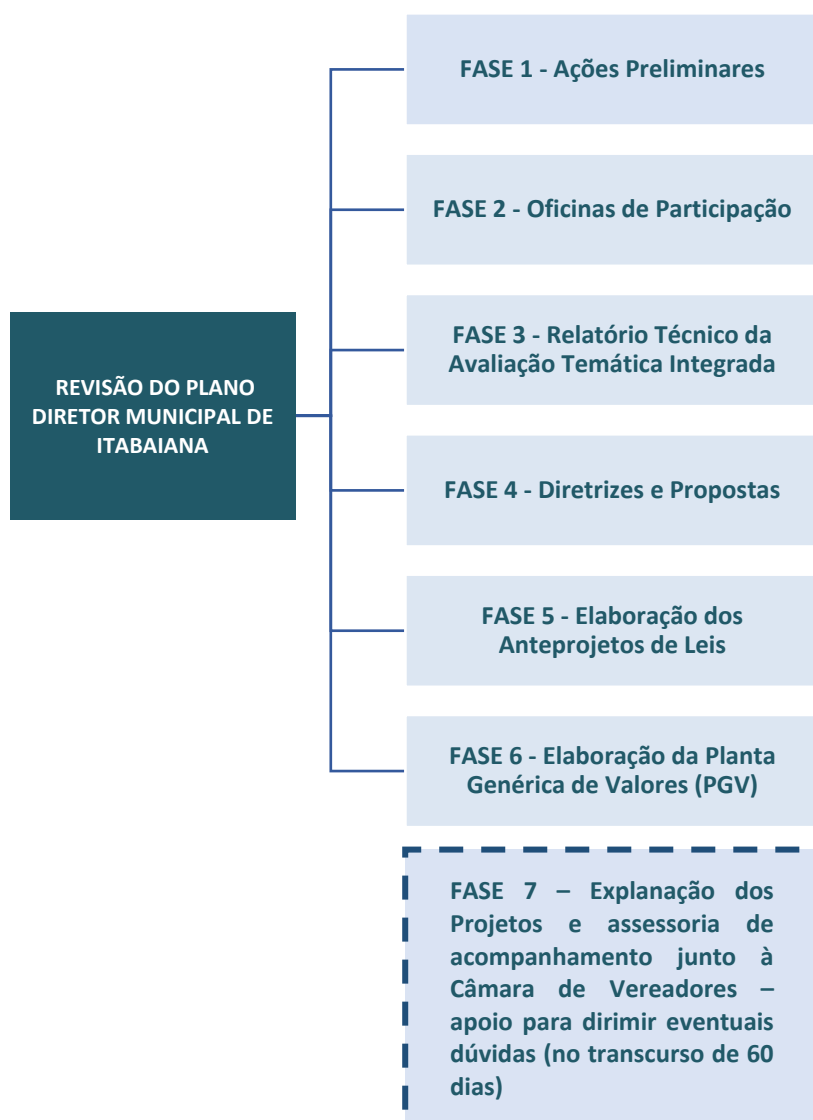 FASE 1 - Ações Preliminares
FASE 2 - Oficinas de Participação
FASE 3 - Relatório Técnico da
Avaliação Temática Integrada
REVISÃO DO PLANO
DIRETOR MUNICIPAL DE
ITABAIANA
FASE 4 - Diretrizes e Propostas
FASE 5 - Elaboração dos
Anteprojetos de Leis
FASE 6 - Elaboração da Planta
Genérica de Valores (PGV)
FASE 7 – Explanação dos
Projetos e assessoria de
acompanhamento junto à
Câmara de Vereadores –
apoio para dirimir eventuais
dúvidas (no transcurso de 60
dias)